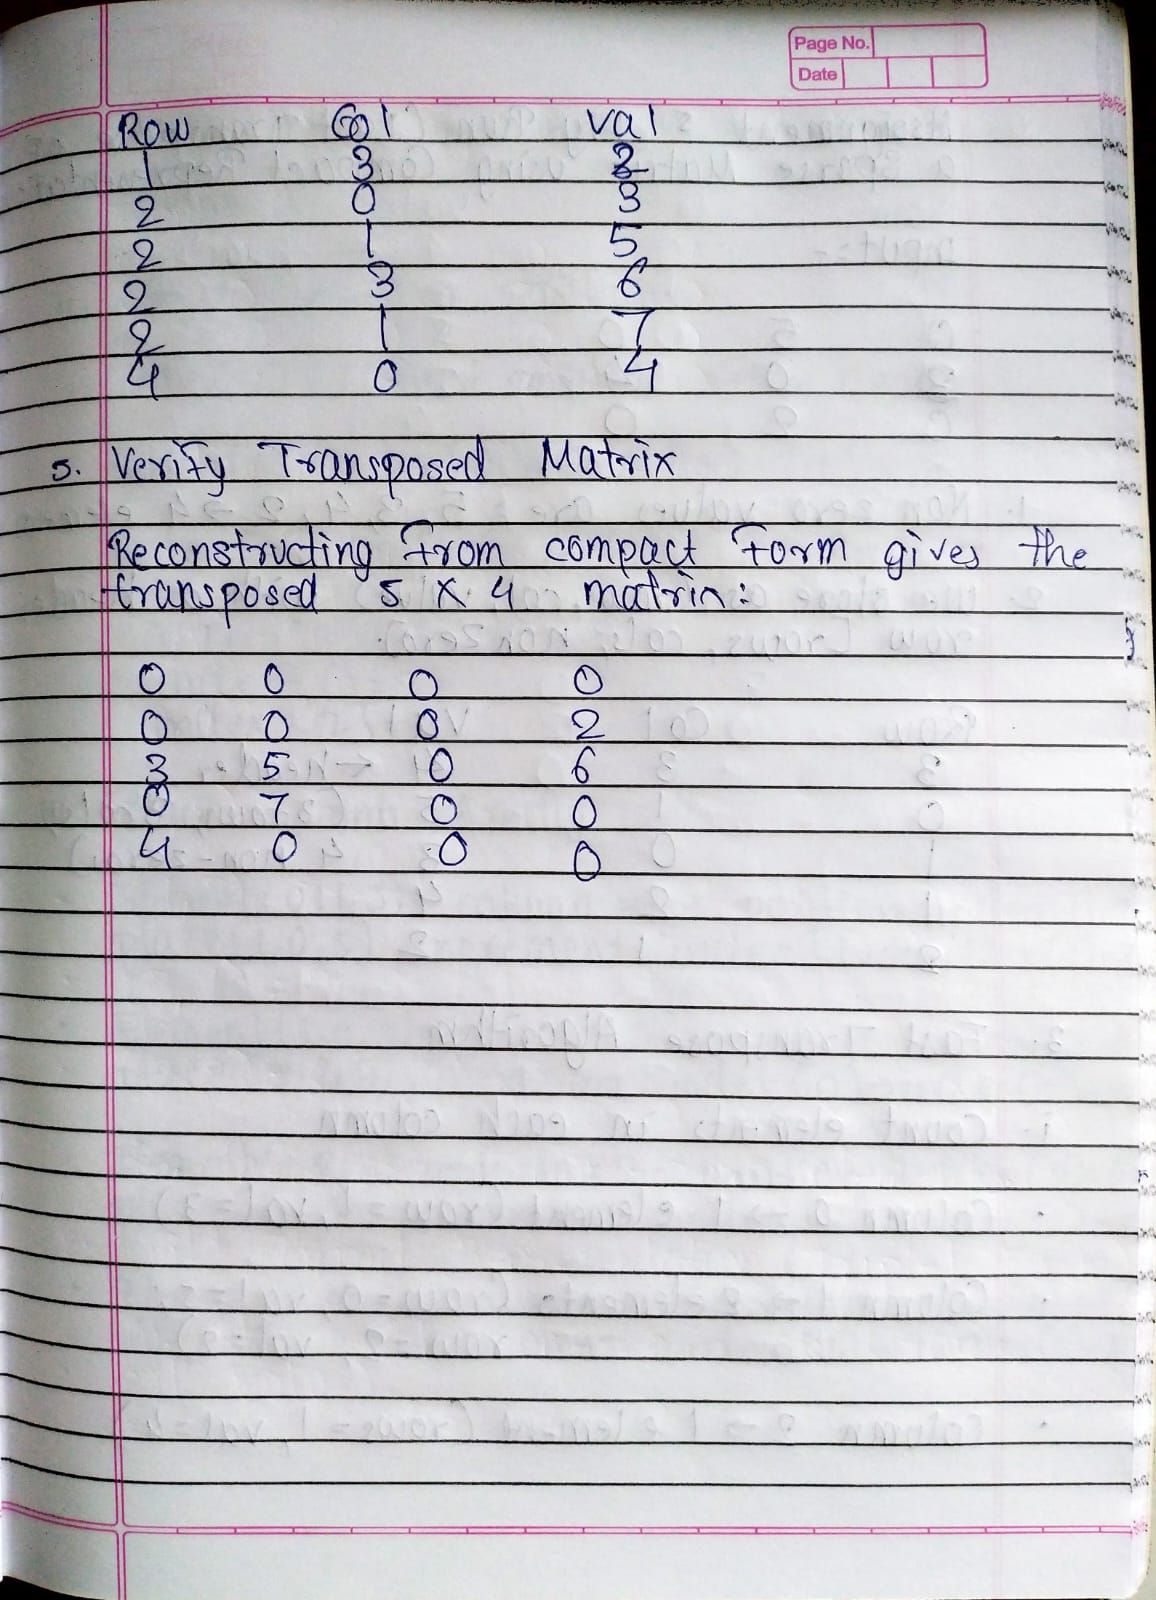 Page No.
Date
Row Col val
1 3 2
2 0 3
2 1 5
2 3 6
2 1 7
4 0 4
5. Verify Transposed Matrix
Reconstructing from compact form gives the
transposed 5 x 4 matrix:
0 0 0 0
0 0 0 2
3 5 0 6
0 7 0 0
4 0 0 0